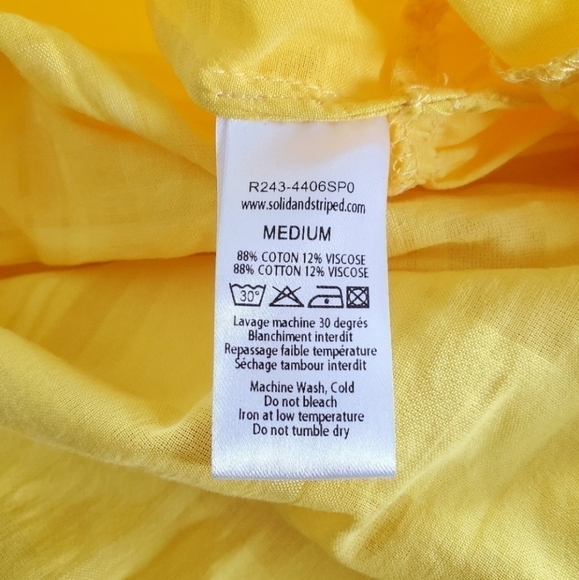 R243-4406SP0
www.solidandstriped.com
MEDIUM
88% COTON 12% VISCOSE
88% COTTON 12% VISCOSE
30°
Lavage machine 30 degrés
Blanchiment interdit
Repassage faible température
Séchage tambour interdit
Machine Wash, Cold
Do not bleach
Iron at low temperature
Do not tumble dry